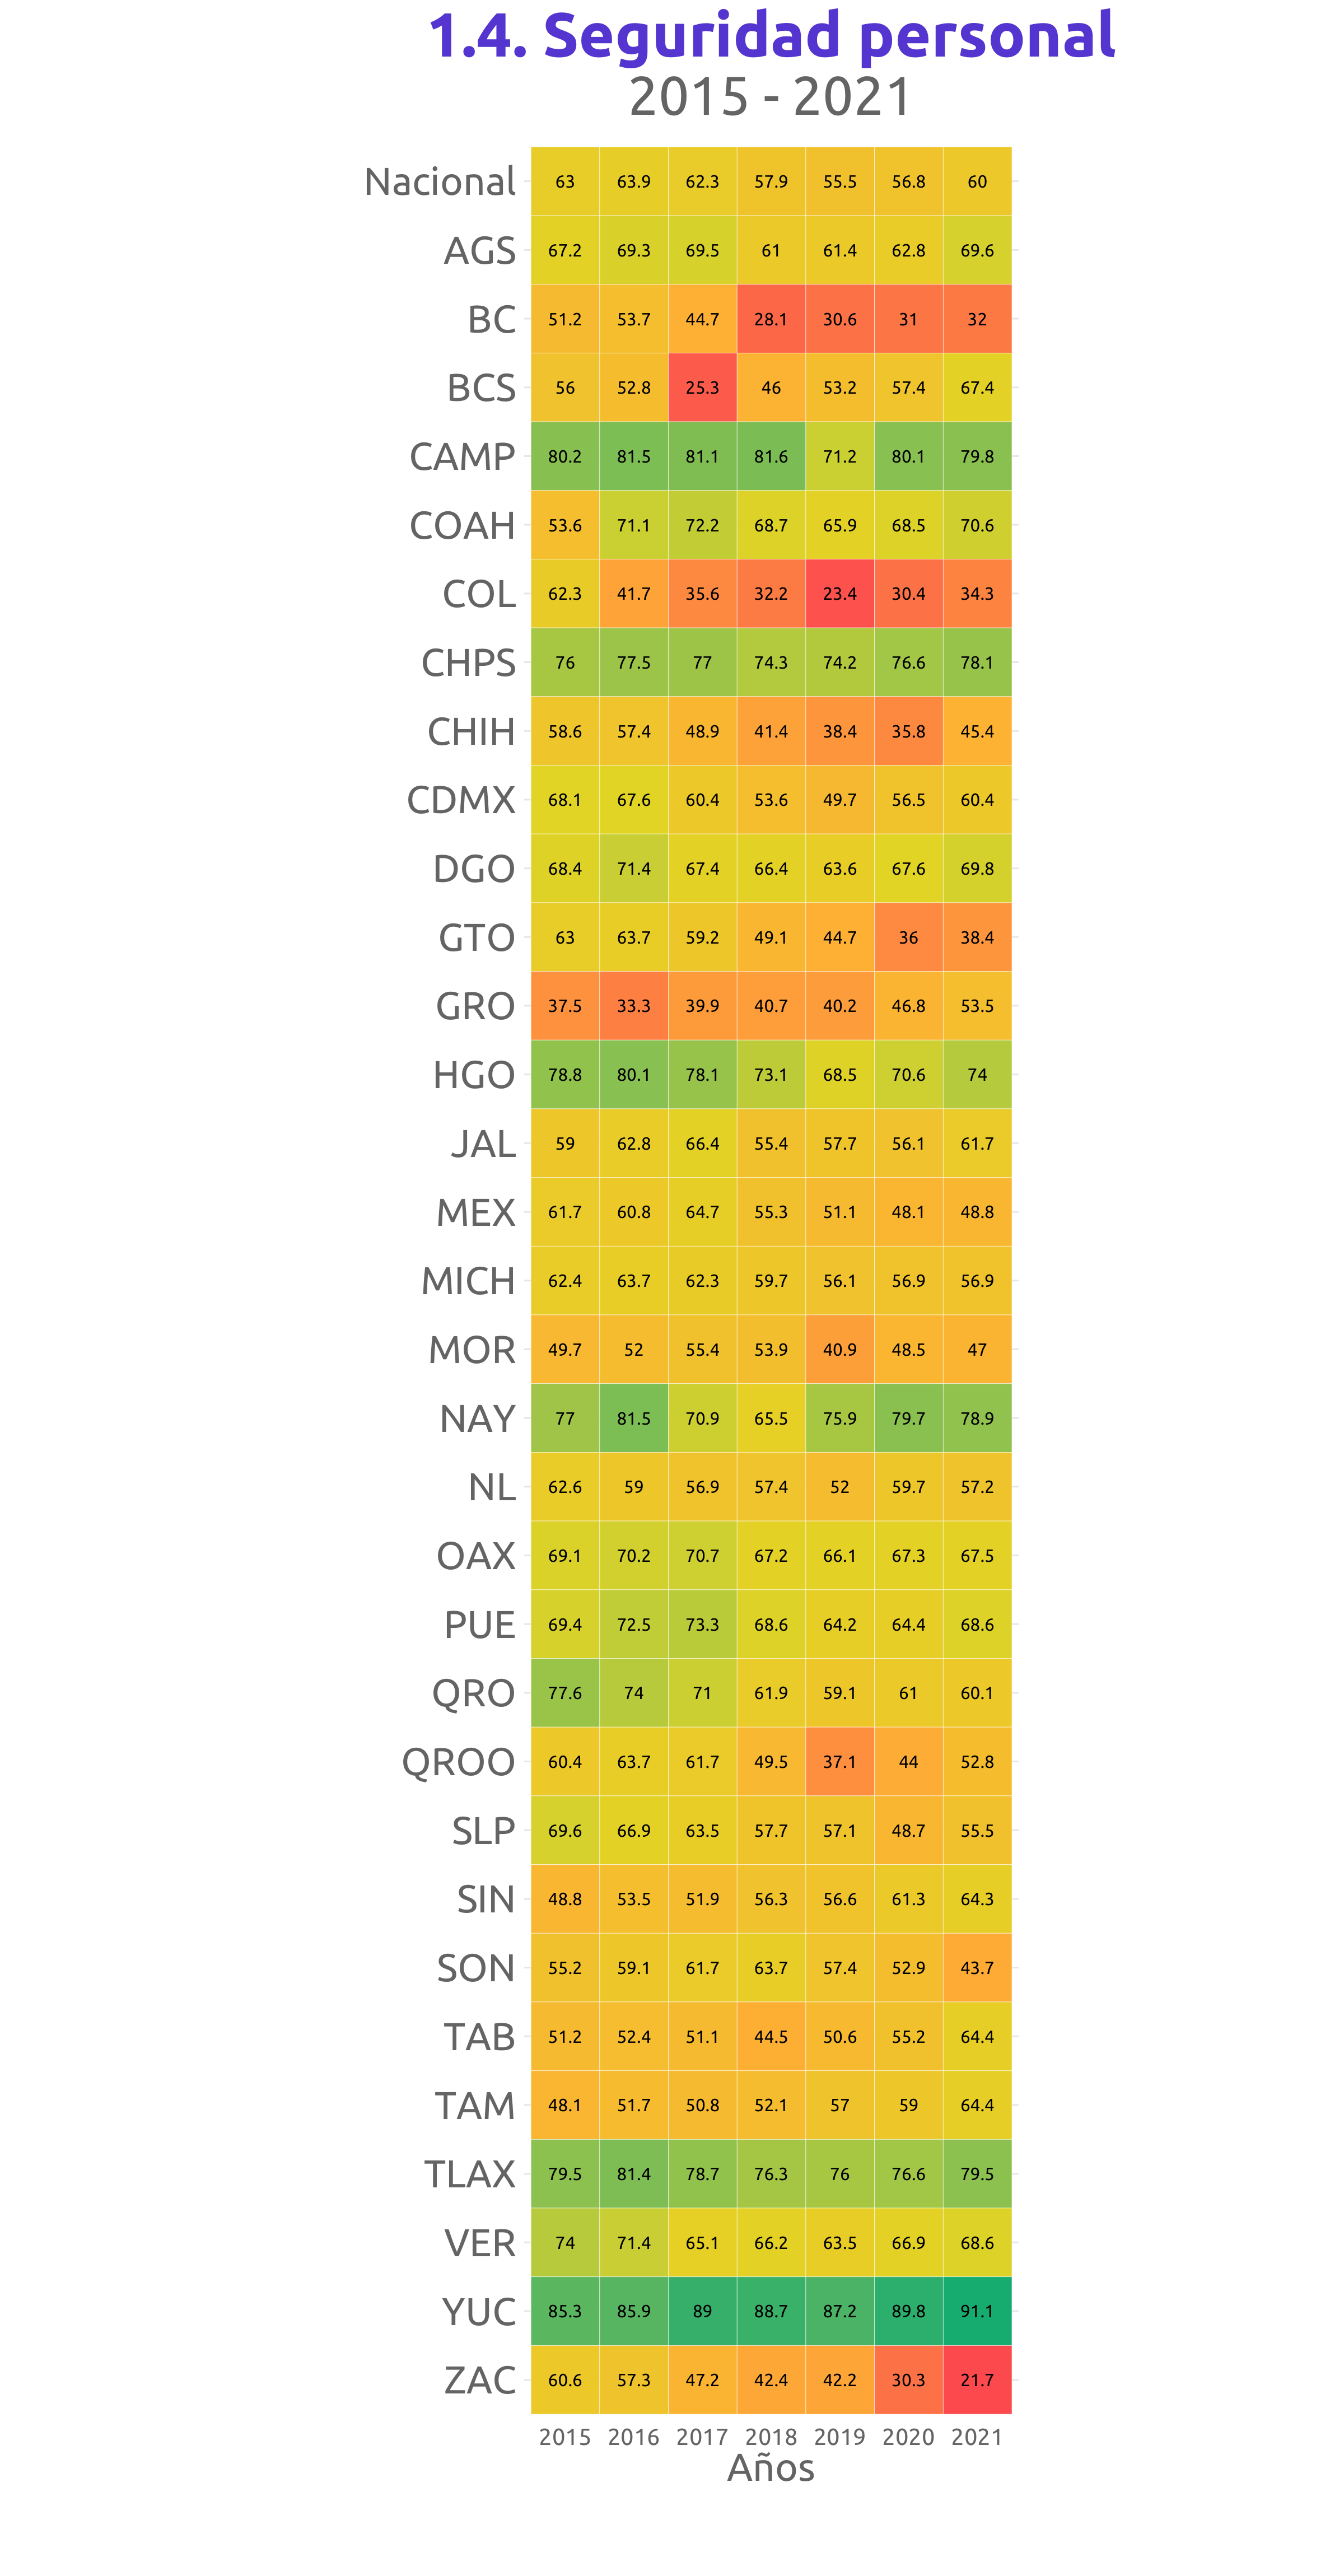 1.4. Seguridad personal
2015 - 2021
Nacional 63 63.9 62.3 57.9 55.5 56.8 60
AGS 67.2 69.3 69.5 61 61.4 62.8 69.6
BC 51.2 53.7 44.7 28.1 30.6 31 32
BCS 56 52.8 25.3 46 53.2 57.4 67.4
CAMP 80.2 81.5 81.1 81.6 71.2 80.1 79.8
COAH 53.6 71.1 72.2 68.7 65.9 68.5 70.6
COL 62.3 41.7 35.6 32.2 23.4 30.4 34.3
CHPS 76 77.5 77 74.3 74.2 76.6 78.1
CHIH 58.6 57.4 48.9 41.4 38.4 35.8 45.4
CDMX 68.1 67.6 60.4 53.6 49.7 56.5 60.4
DGO 68.4 71.4 67.4 66.4 63.6 67.6 69.8
GTO 63 63.7 59.2 49.1 44.7 36 38.4
GRO 37.5 33.3 39.9 40.7 40.2 46.8 53.5
HGO 78.8 80.1 78.1 73.1 68.5 70.6 74
JAL 59 62.8 66.4 55.4 57.7 56.1 61.7
MEX 61.7 60.8 64.7 55.3 51.1 48.1 48.8
MICH 62.4 63.7 62.3 59.7 56.1 56.9 56.9
MOR 49.7 52 55.4 53.9 40.9 48.5 47
NAY 77 81.5 70.9 65.5 75.9 79.7 78.9
NL 62.6 59 56.9 57.4 52 59.7 57.2
OAX 69.1 70.2 70.7 67.2 66.1 67.3 67.5
PUE 69.4 72.5 73.3 68.6 64.2 64.4 68.6
QRO 77.6 74 71 61.9 59.1 61 60.1
QROO 60.4 63.7 61.7 49.5 37.1 44 52.8
SLP 69.6 66.9 63.5 57.7 57.1 48.7 55.5
SIN 48.8 53.5 51.9 56.3 56.6 61.3 64.3
SON 55.2 59.1 61.7 63.7 57.4 52.9 43.7
TAB 51.2 52.4 51.1 44.5 50.6 55.2 64.4
TAM 48.1 51.7 50.8 52.1 57 59 64.4
TLAX 79.5 81.4 78.7 76.3 76 76.6 79.5
VER 74 71.4 65.1 66.2 63.5 66.9 68.6
YUC 85.3 85.9 89 88.7 87.2 89.8 91.1
ZAC 60.6 57.3 47.2 42.4 42.2 30.3 21.7
2015 2016 2017 2018 2019 2020 2021
Años